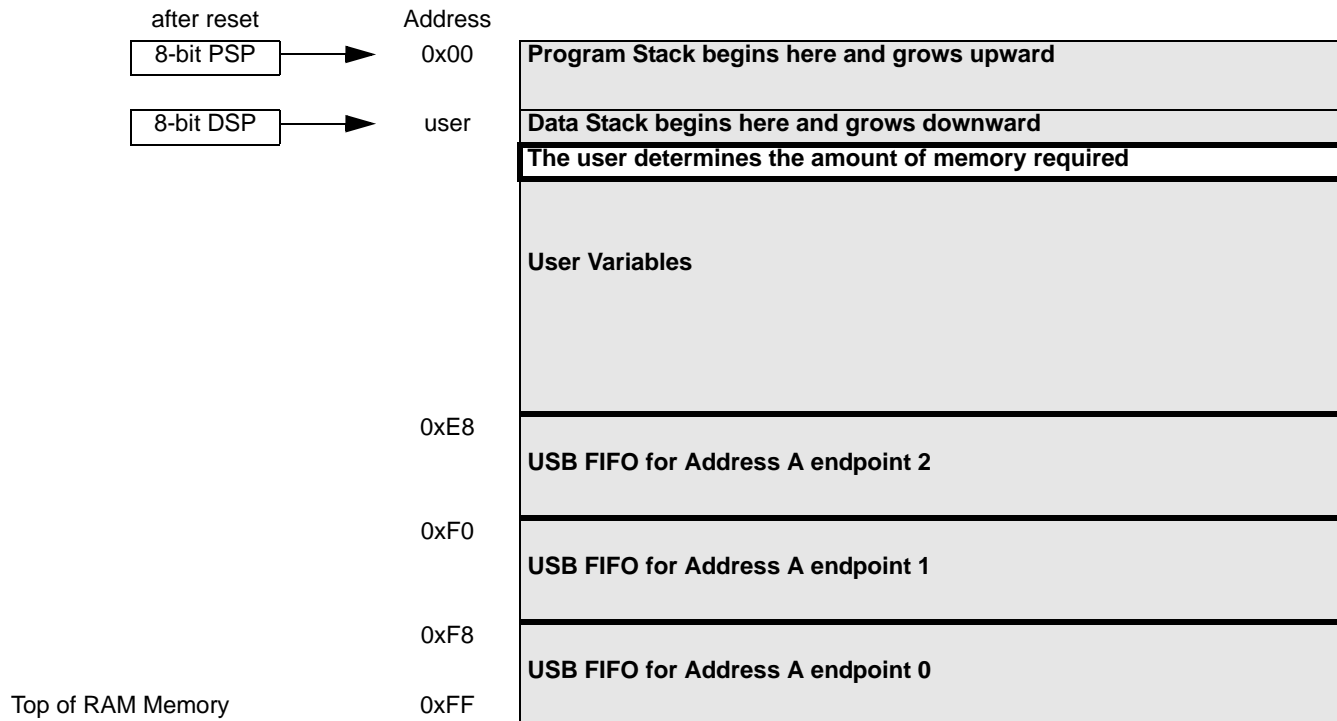 after reset Address
8-bit PSP 0x00 Program Stack begins here and grows upward
8-bit DSP user Data Stack begins here and grows downward
The user determines the amount of memory required
User Variables
0xE8
USB FIFO for Address A endpoint 2
0xF0
USB FIFO for Address A endpoint 1
0xF8
USB FIFO for Address A endpoint 0
Top of RAM Memory 0xFF